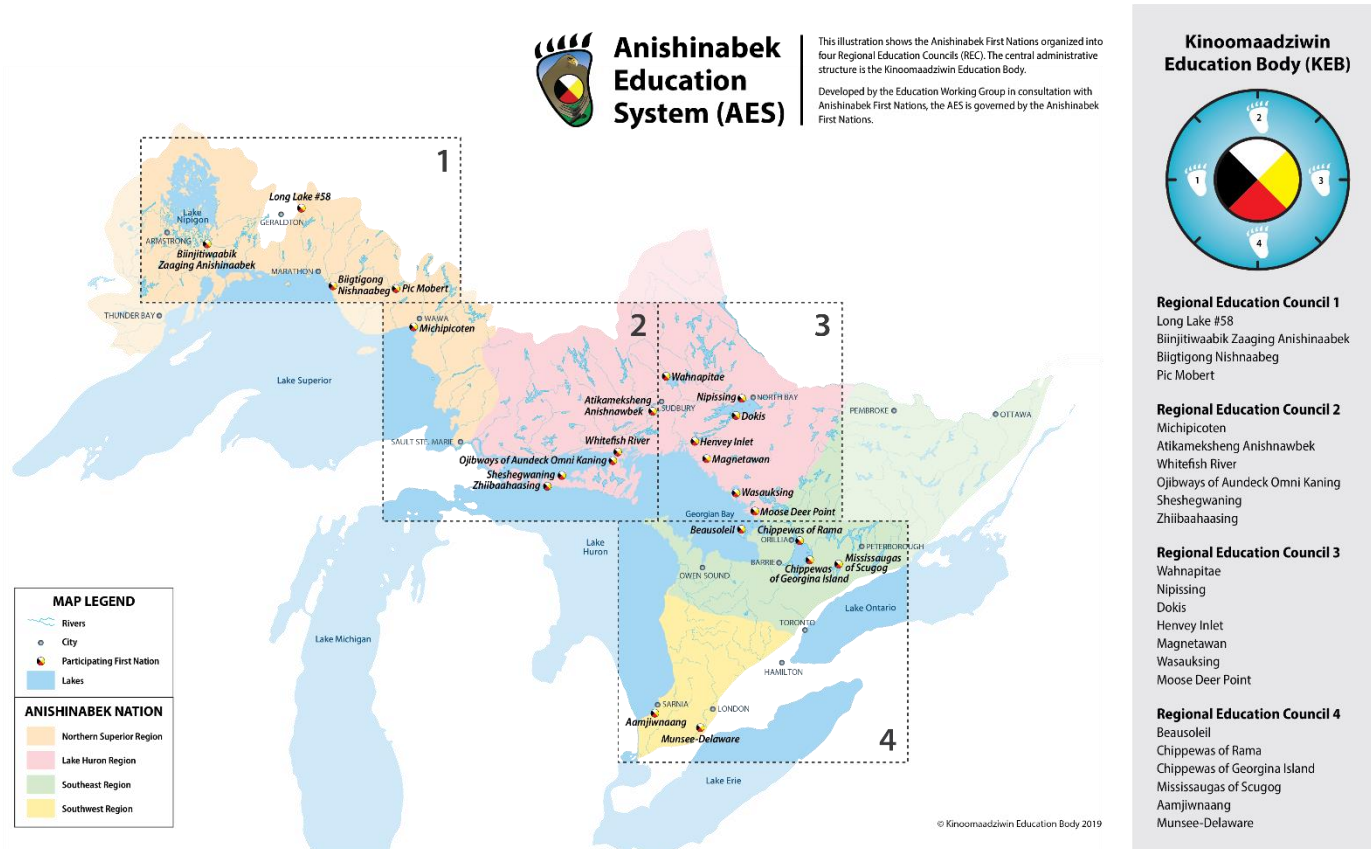 Anishinabek
Education
System (AES)
This illustration shows the Anishinabek First Nations organized into
four Regional Education Councils (REC). The central administrative
structure is the Kinoomaadziwin Education Body.
Developed by the Education Working Group in consultation with
Anishinabek First Nations, the AES is governed by the Anishinabek
First Nations.
1
Long Lake #58
GERALDTON
Lake
Nipigon
ARMSTRONG
Biinjitiwaabik
Zaaging Anishinaabek
MARATHON
Biigtigong
Nishnaabeg
Pic Mobert
THUNDER BAY
2
WAWA
Michipicoten
Lake Superior
Atikameksheng
Anishnawbek
SUDBURY
Whitefish River
SAULT STE. MARIE
Ojibways of Aundeck Omni Kaning
Sheshegwaning
Zhiibaahaasing
3
Wahnapitae
Nipissing
NORTH BAY
Dokis
Henvey Inlet
Magnetawan
Wasauksing
Moose Deer Point
PEMBROKE
OTTAWA
Georgian Bay
Beausoleil
Chippewas of Rama
ORILLIA
Lake
Huron
PETERBOROUGH
BARRIE
Mississaugas
of Scugog
Chippewas
of Georgina Island
OWEN SOUND
Lake Ontario
TORONTO
Lake Michigan
HAMILTON
SARNIA
LONDON
Aamjiwnaang
Munsee-Delaware
4
Lake Erie
MAP LEGEND
Rivers
City
Participating First Nation
Lakes
ANISHINABEK NATION
Northern Superior Region
Lake Huron Region
Southeast Region
Southwest Region
© Kinoomaadziwin Education Body 2019
Kinoomaadziwin
Education Body (KEB)
2
1
3
4
Regional Education Council 1
Long Lake #58
Biinjitiwaabik Zaaging Anishinaabek
Biigtigong Nishnaabeg
Pic Mobert
Regional Education Council 2
Michipicoten
Atikameksheng Anishnawbek
Whitefish River
Ojibways of Aundeck Omni Kaning
Sheshegwaning
Zhiibaahaasing
Regional Education Council 3
Wahnapitae
Nipissing
Dokis
Henvey Inlet
Magnetawan
Wasauksing
Moose Deer Point
Regional Education Council 4
Beausoleil
Chippewas of Rama
Chippewas of Georgina Island
Mississaugas of Scugog
Aamjiwnaang
Munsee-Delaware